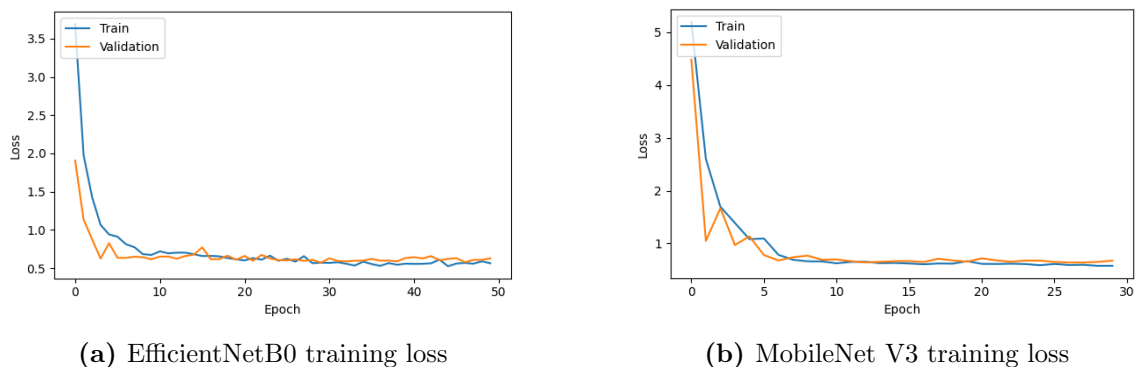 3.5
3.0
2.5
2.0
1.5
1.0
0.5
Loss
Train
Validation
0 10 20 30 40 50
Epoch
(a) EfficientNetB0 training loss
5
4
3
2
1
Loss
Train
Validation
0 5 10 15 20 25 30
Epoch
(b) MobileNet V3 training loss